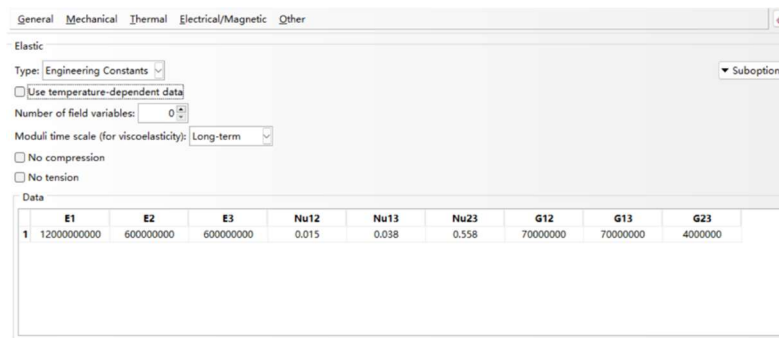 General Mechanical Thermal Electrical/Magnetic Other
Elastic
Type: Engineering Constants
Suboption
Use temperature-dependent data
Number of field variables: 0
Moduli time scale (for viscoelasticity): Long-term
No compression
No tension
Data
E1 E2 E3 Nu12 Nu13 Nu23 G12 G13 G23
1 12000000000 600000000 600000000 0.015 0.038 0.558 70000000 70000000 4000000